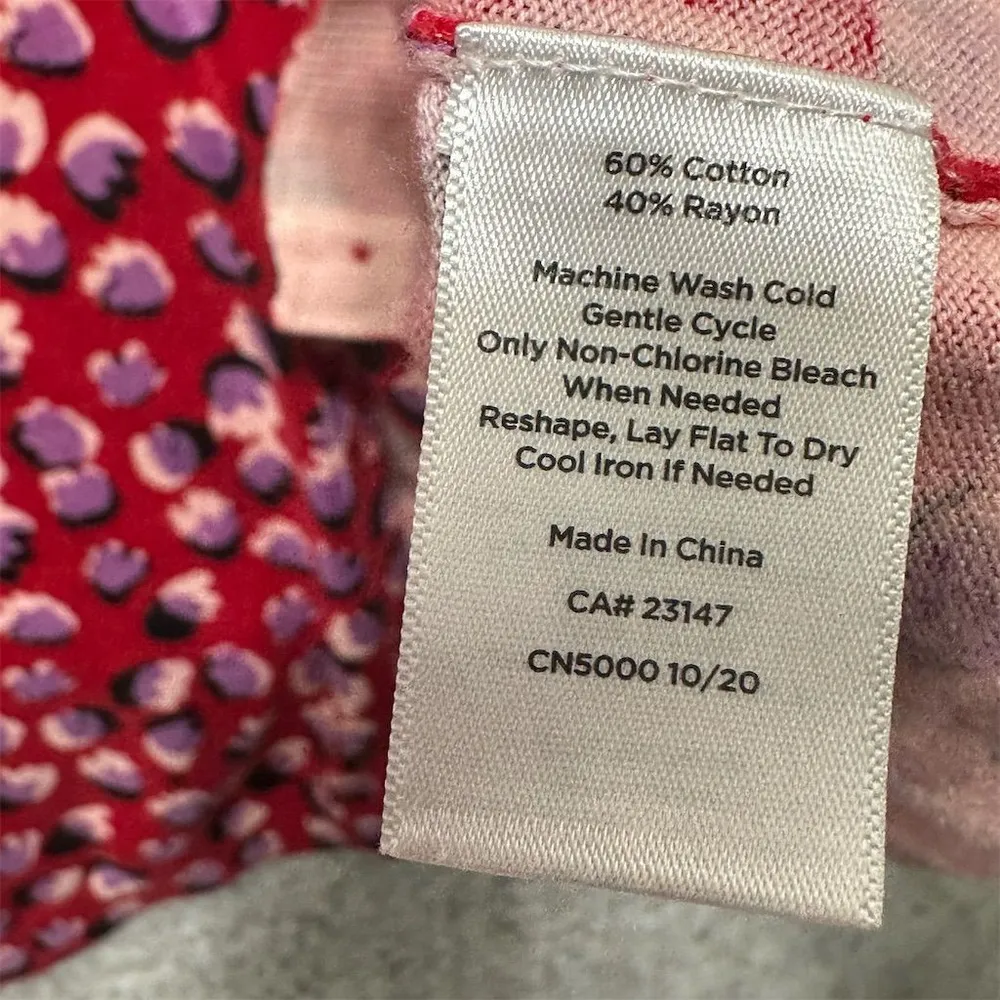 60% Cotton
40% Rayon
Machine Wash Cold
Gentle Cycle
Only Non-Chlorine Bleach
When Needed
Reshape, Lay Flat To Dry
Cool Iron If Needed
Made In China
CA# 23147
CN5000 10/20